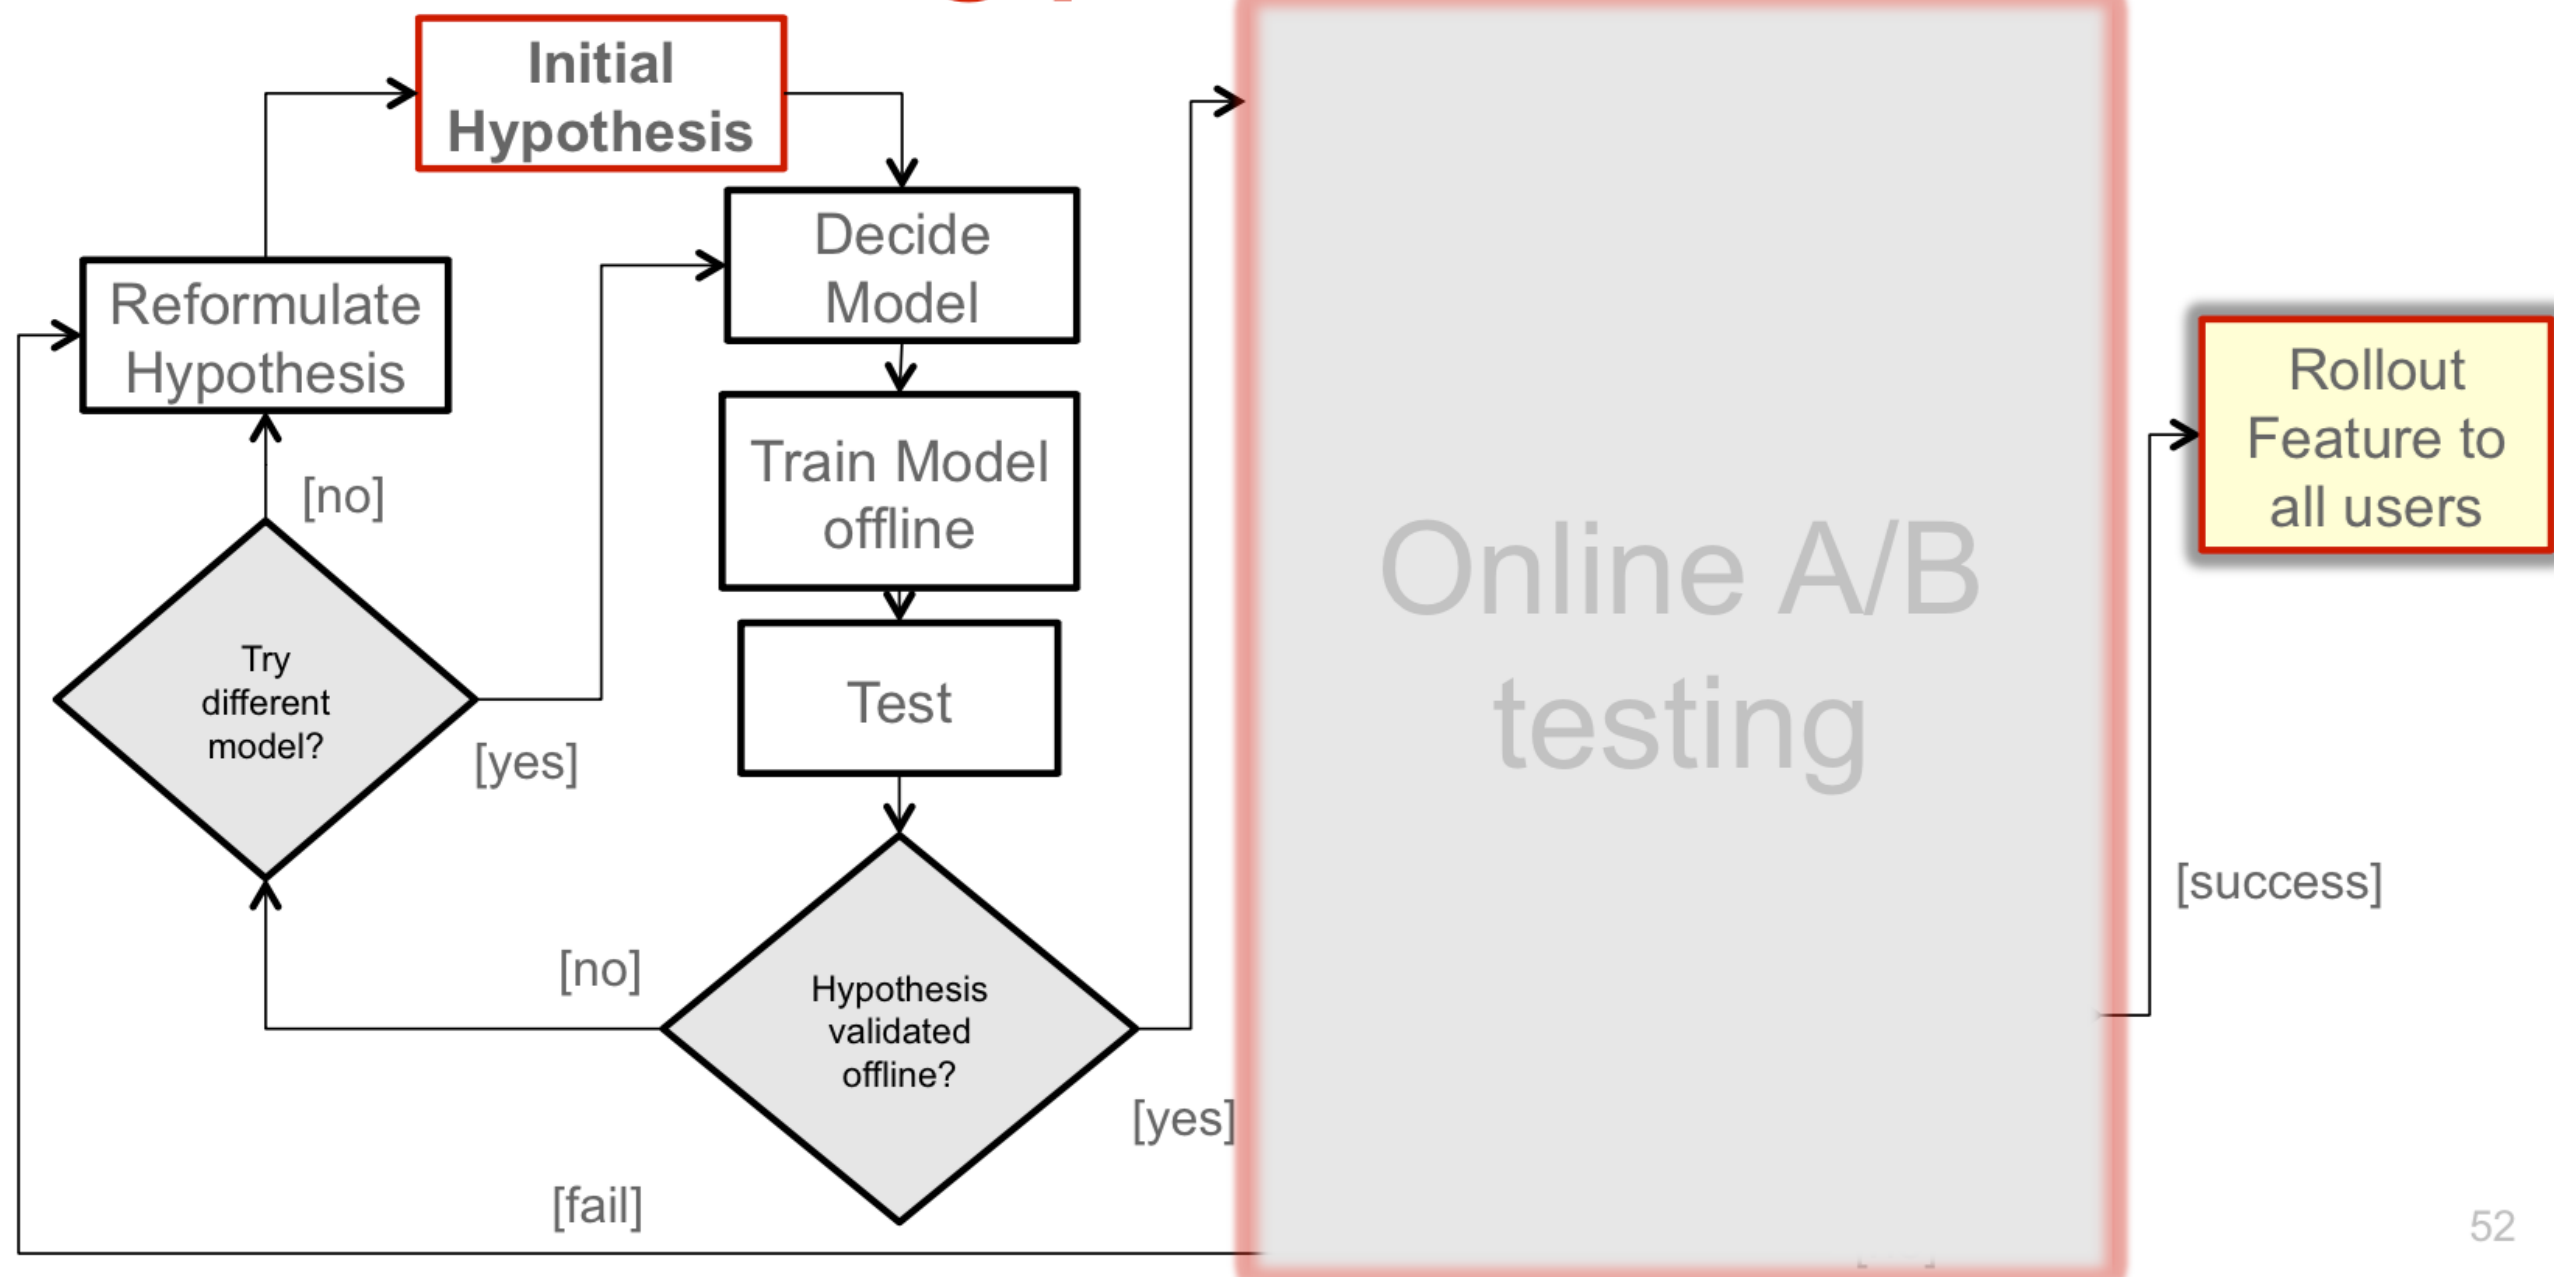 Initial
Hypothesis
Decide
Model
Reformulate
Hypothesis
Train Model
offline
[no]
Try
different
model?
[yes]
Test
[no]
Hypothesis
validated
offline?
[yes]
[fail]
Online A/B
testing
[success]
Rollout
Feature to
all users
52